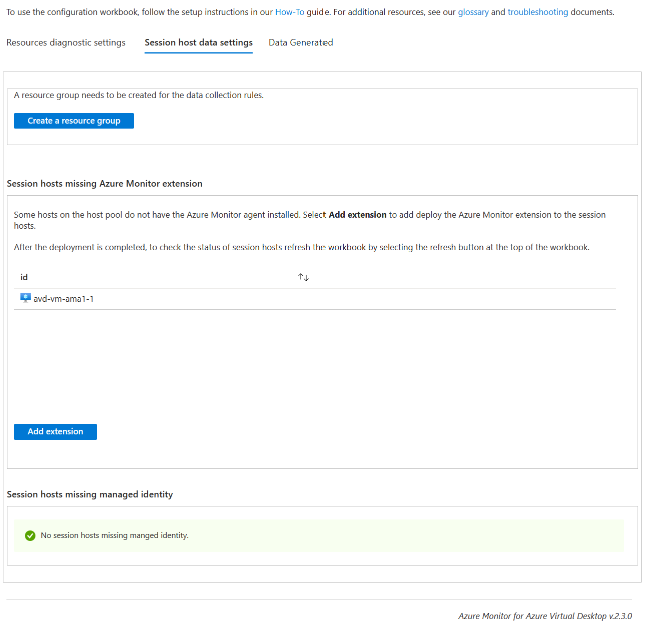 To use the configuration workbook, follow the setup instructions in our How-To guide. For additional resources, see our glossary and troubleshooting documents.
Resources diagnostic settings Session host data settings Data Generated
A resource group needs to be created for the data collection rules.
Create a resource group
Session hosts missing Azure Monitor extension
Some hosts on the host pool do not have the Azure Monitor agent installed. Select Add extension to add deploy the Azure Monitor extension to the session
hosts.
After the deployment is completed, to check the status of session hosts refresh the workbook by selecting the refresh button at the top of the workbook.
id ↑↓
avd-vm-ama1-1
Add extension
Session hosts missing managed identity
No session hosts missing manged identity.
Azure Monitor for Azure Virtual Desktop v.2.3.0